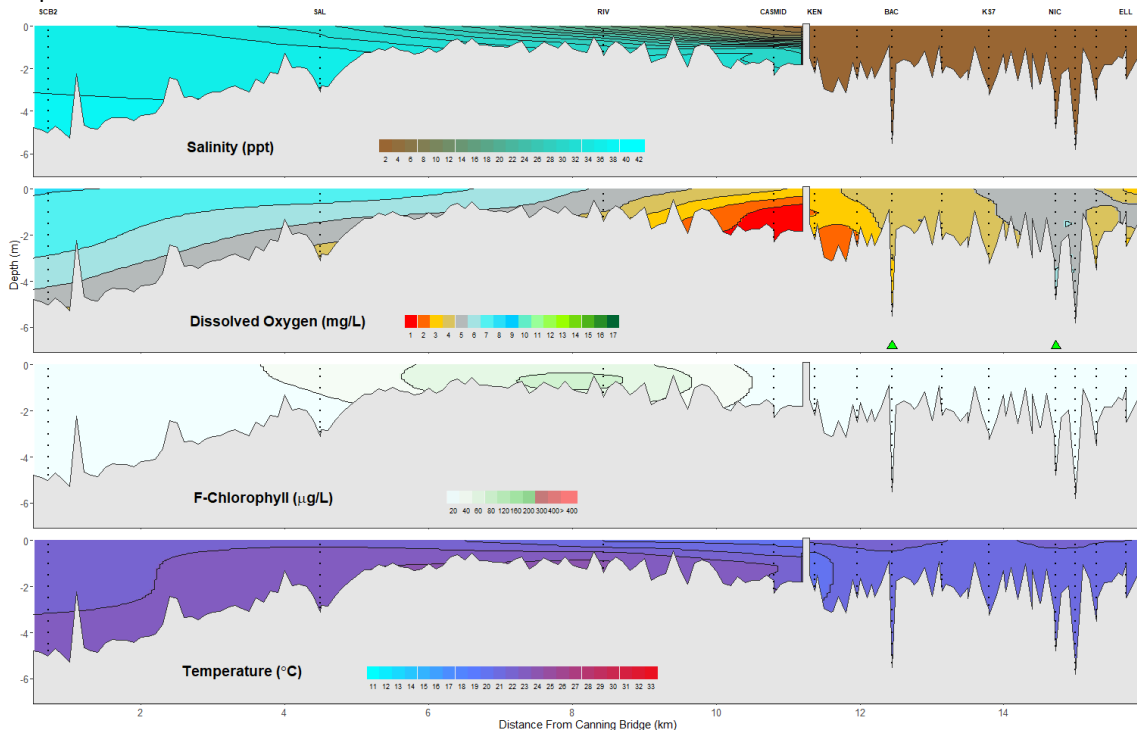 SCB2 SAL RIV CASMID KEN BAC KS7 NIC ELL
0
-2
-4
-6
Salinity (ppt)
2 4 6 8 10 12 14 16 18 20 22 24 26 28 30 32 34 36 38 40 42
0
-2
-4
-6
Dissolved Oxygen (mg/L)
1 2 3 4 5 6 7 8 9 10 11 12 13 14 15 16 17
Depth (m)
0
-2
-4
-6
F-Chlorophyll (µg/L)
20 40 60 80 120 160 200 300 400 > 400
0
-2
-4
-6
Temperature (°C)
11 12 13 14 15 16 17 18 19 20 21 22 23 24 25 26 27 28 29 30 31 32 33
2 4 6 8 10 12 14
Distance From Canning Bridge (km)